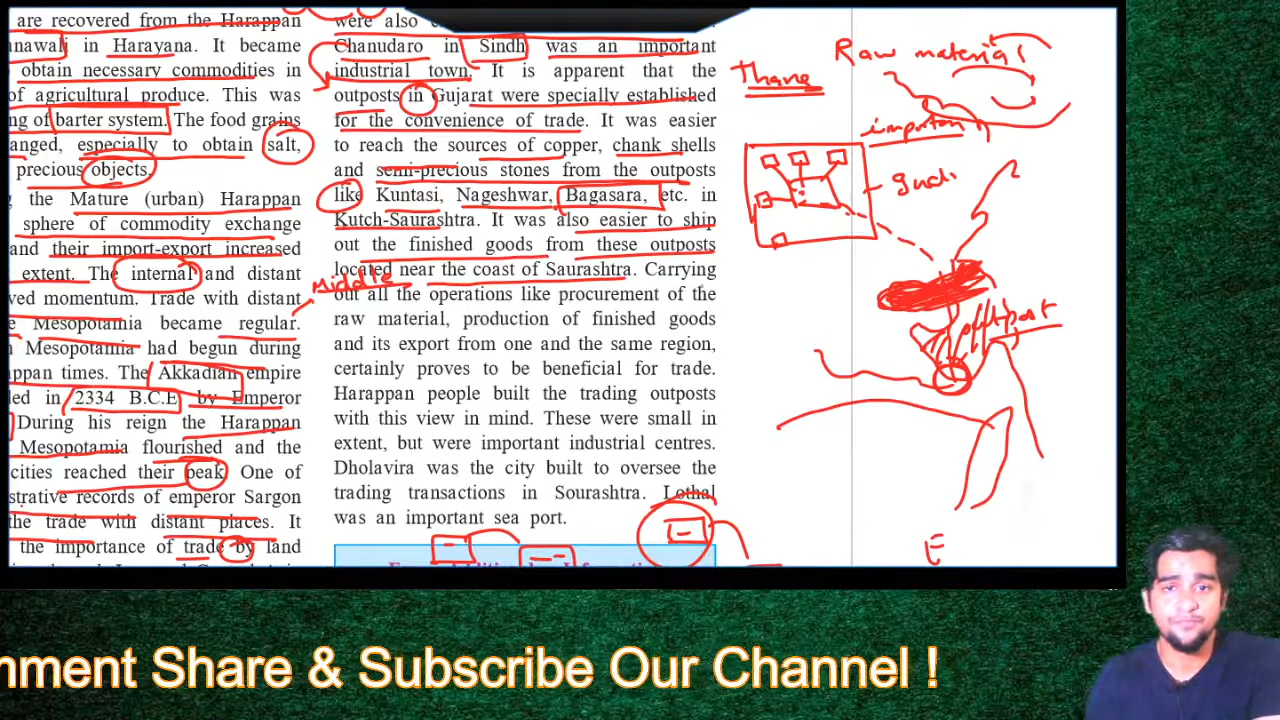 are recovered from the Harappan
nawali in Harayana. It became
obtain necessary commodities in
of agricultural produce. This was
ng of barter system. The food grains
anged, especially to obtain salt,
precious objects.
g the Mature (urban) Harappan
sphere of commodity exchange
and their import-export increased
extent. The internal and distant
ved momentum. Trade with distant
e Mesopotamia became regular.
Mesopotamia had begun during
appan times. The Akkadian empire
led in 2334 B.C.E by Emperor
During his reign the Harappan
Mesopotamia flourished and the
cities reached their peak. One of
strative records of emperor Sargon
the trade with distant places. It
the importance of trade by land
were also
Chanudaro in Sindh was an important
industrial town. It is apparent that the
outposts in Gujarat were specially established
for the convenience of trade. It was easier
to reach the sources of copper, chank shells
and semi-precious stones from the outposts
like Kuntasi, Nageshwar, Bagasara, etc. in
Kutch-Saurashtra. It was also easier to ship
out the finished goods from these outposts
located near the coast of Saurashtra. Carrying
out all the operations like procurement of the
raw material, production of finished goods
and its export from one and the same region,
certainly proves to be beneficial for trade.
Harappan people built the trading outposts
with this view in mind. These were small in
extent, but were important industrial centres.
Dholavira was the city built to oversee the
trading transactions in Sourashtra. Lothal
was an important sea port.
Middle
Raw material
Thane
E
nment Share & Subscribe Our Channel !